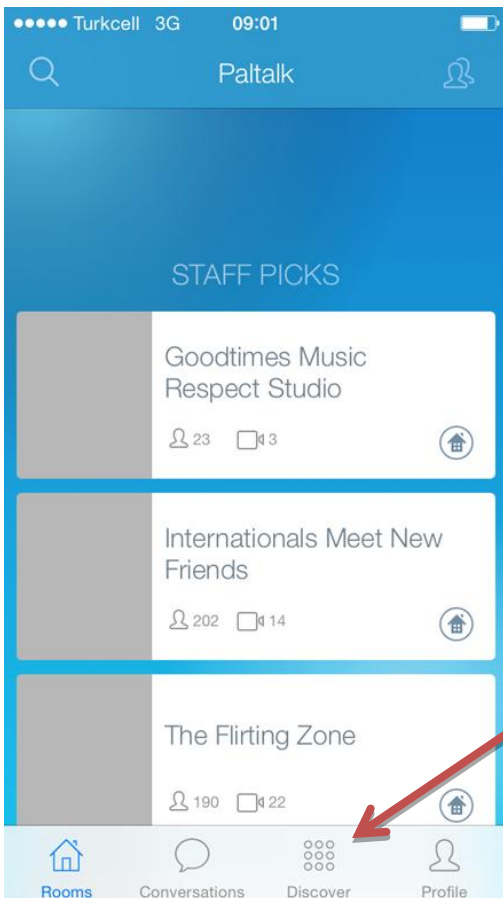 Turkcell 3G 09:01
Paltalk
STAFF PICKS
Goodtimes Music
Respect Studio
23 3
Internationals Meet New
Friends
202 14
The Flirting Zone
190 22
Rooms Conversations Discover Profile